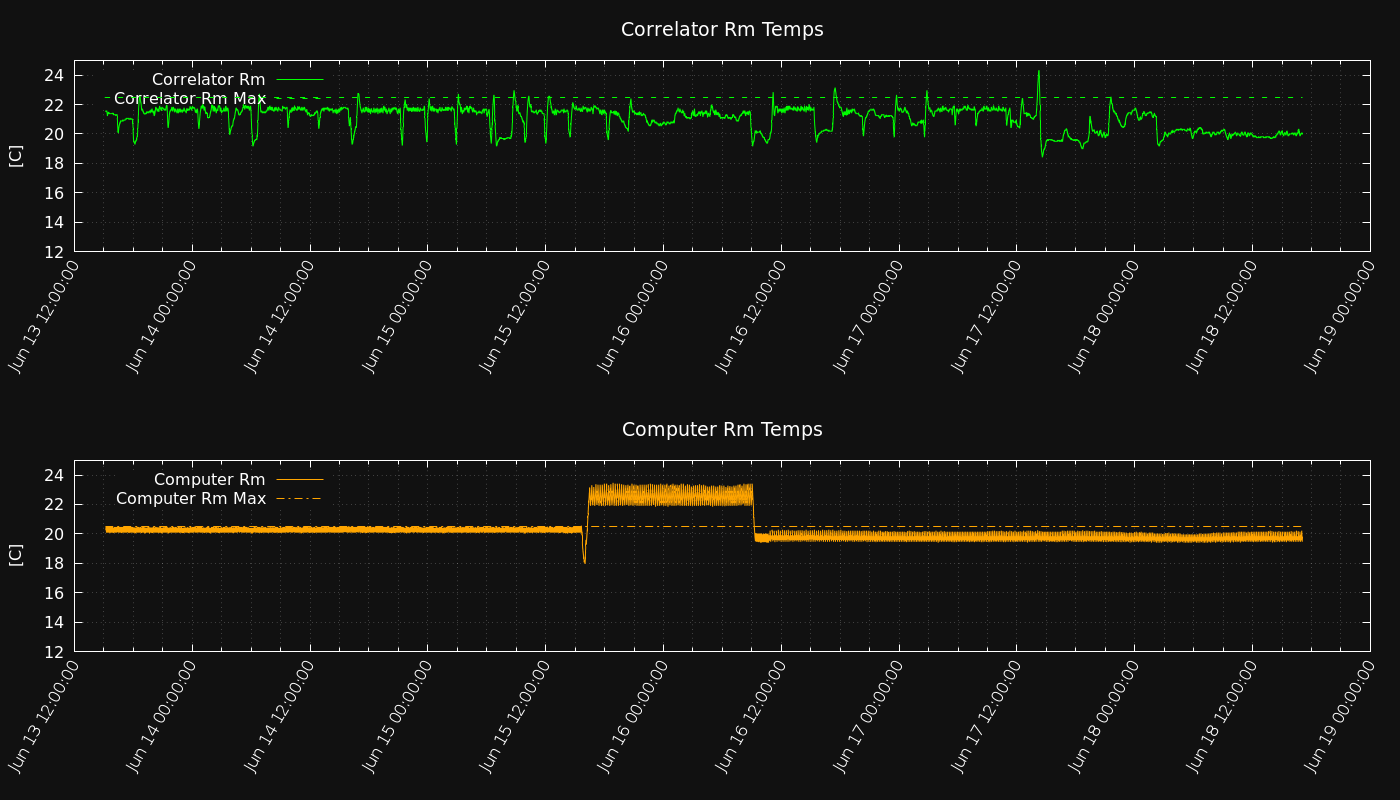 Correlator Rm Temps
Correlator Rm
Correlator Rm Max
[C]
24
22
20
18
16
14
12
Jun 13 12:00:00
Jun 14 00:00:00
Jun 14 12:00:00
Jun 15 00:00:00
Jun 15 12:00:00
Jun 16 00:00:00
Jun 16 12:00:00
Jun 17 00:00:00
Jun 17 12:00:00
Jun 18 00:00:00
Jun 18 12:00:00
Jun 19 00:00:00
Computer Rm Temps
Computer Rm
Computer Rm Max
[C]
24
22
20
18
16
14
12
Jun 13 12:00:00
Jun 14 00:00:00
Jun 14 12:00:00
Jun 15 00:00:00
Jun 15 12:00:00
Jun 16 00:00:00
Jun 16 12:00:00
Jun 17 00:00:00
Jun 17 12:00:00
Jun 18 00:00:00
Jun 18 12:00:00
Jun 19 00:00:00